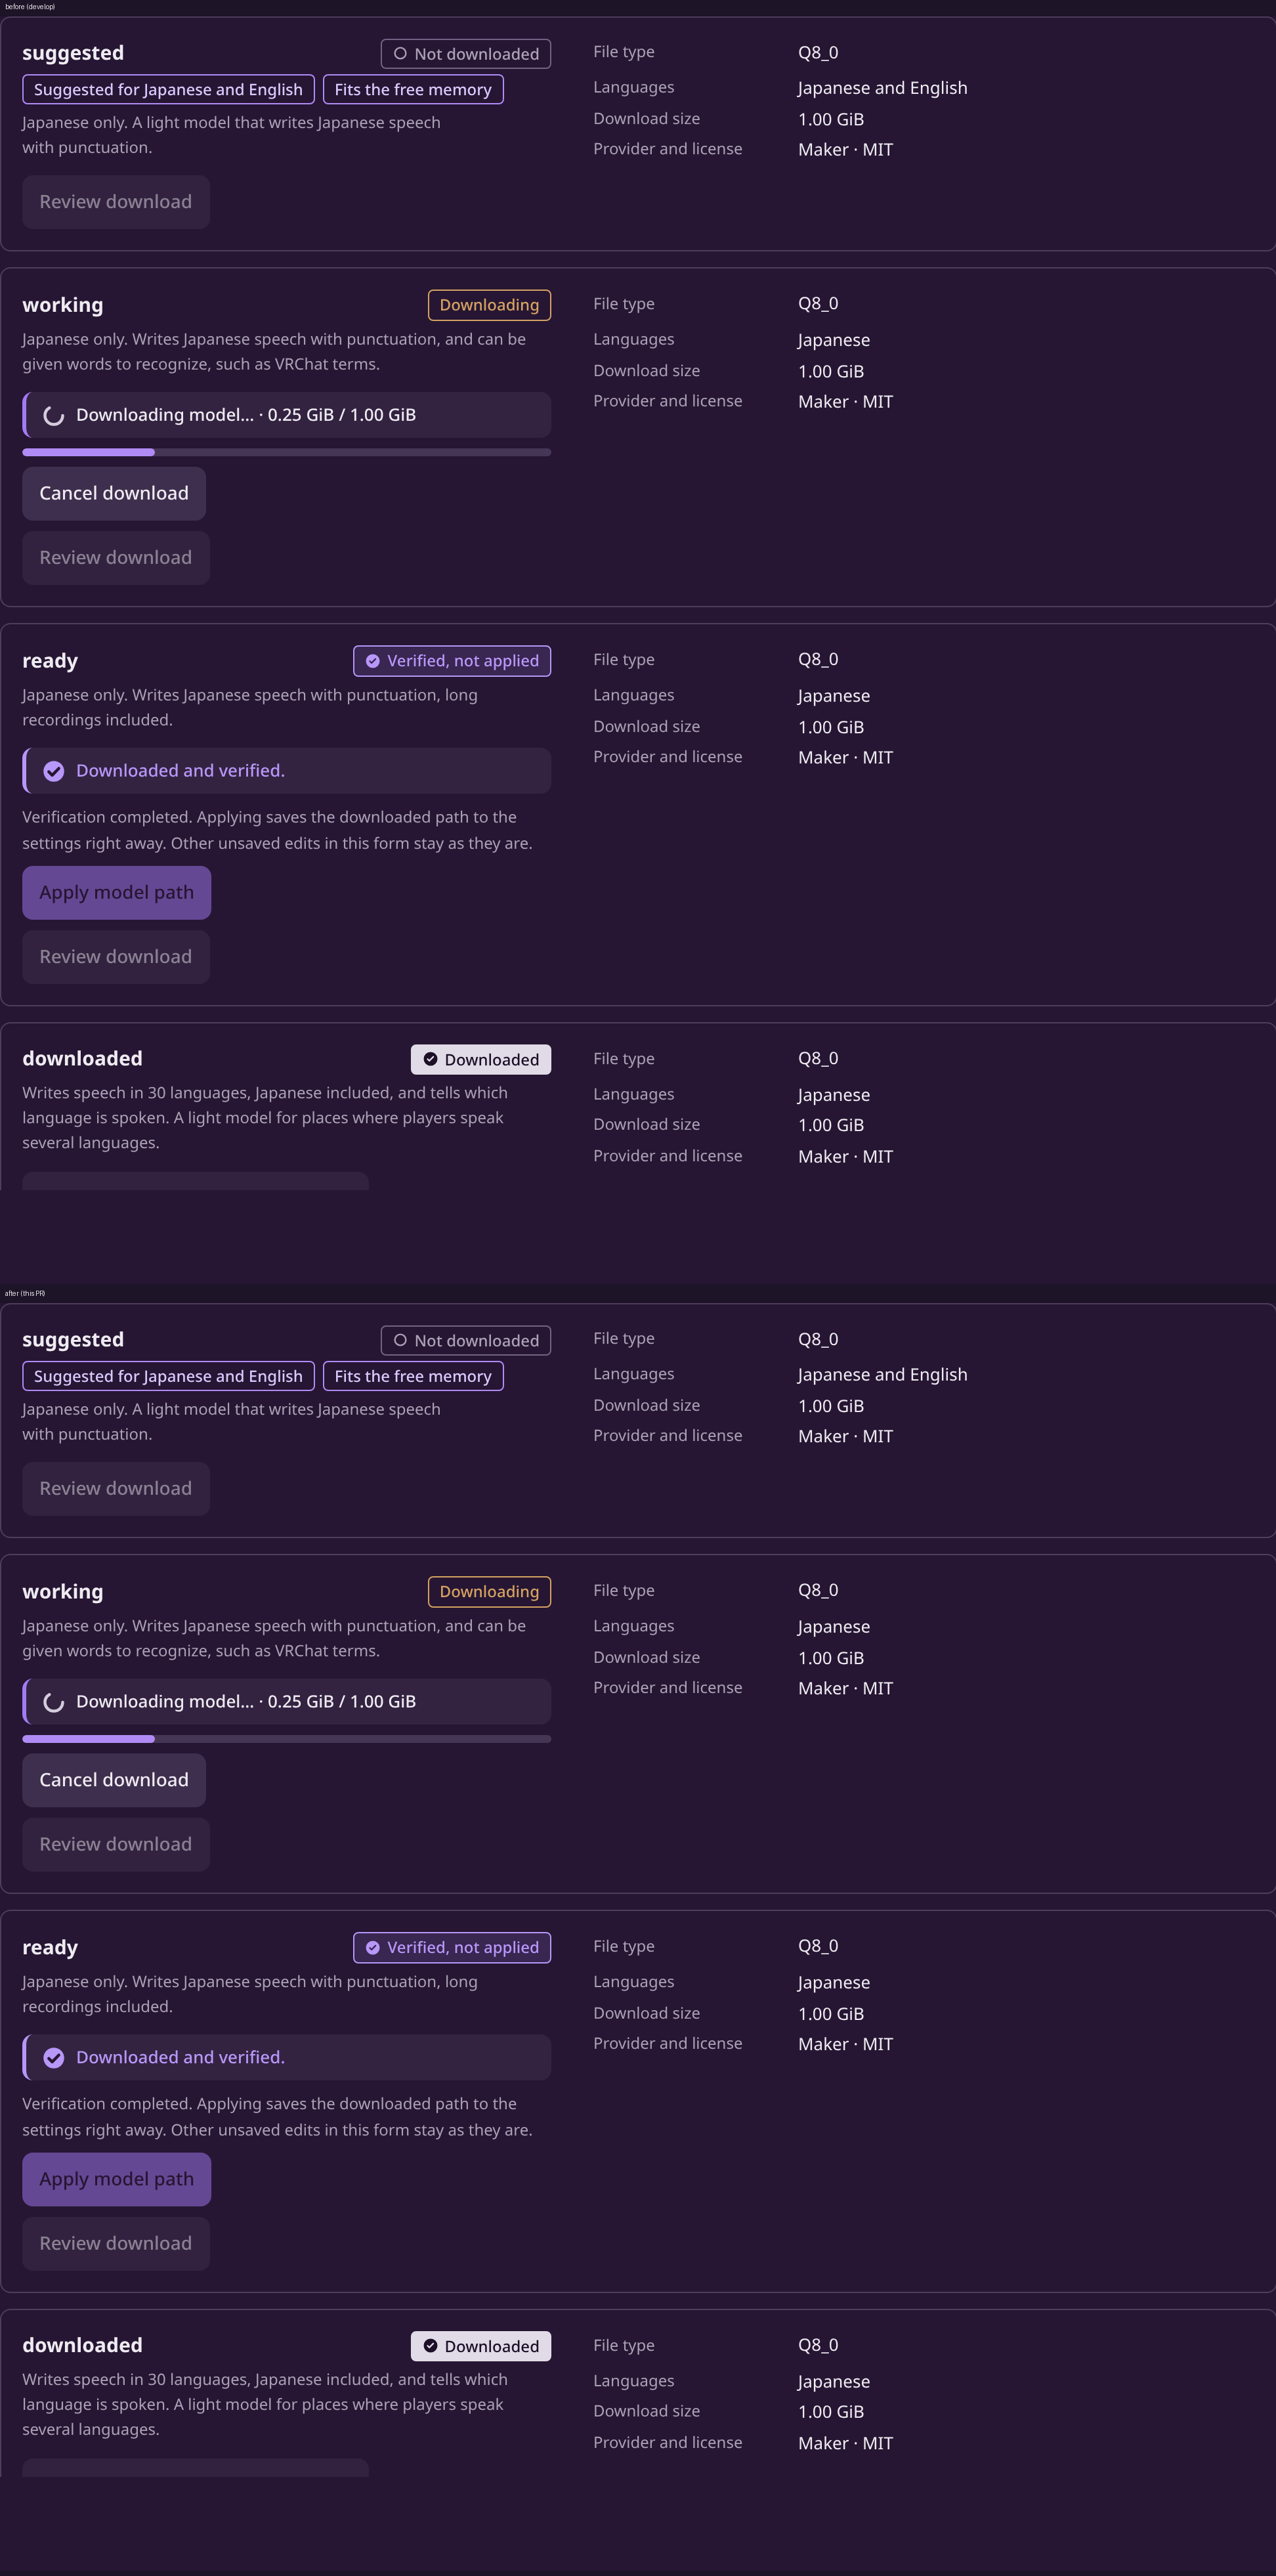 before (develop)
suggested
Not downloaded
Suggested for Japanese and English
Fits the free memory
Japanese only. A light model that writes Japanese speech
with punctuation.
Review download
File type
Q8_0
Languages
Japanese and English
Download size
1.00 GiB
Provider and license
Maker · MIT
working
Downloading
Japanese only. Writes Japanese speech with punctuation, and can be
given words to recognize, such as VRChat terms.
Downloading model... · 0.25 GiB / 1.00 GiB
Cancel download
Review download
File type
Q8_0
Languages
Japanese
Download size
1.00 GiB
Provider and license
Maker · MIT
ready
Verified, not applied
Japanese only. Writes Japanese speech with punctuation, long
recordings included.
Downloaded and verified.
Verification completed. Applying saves the downloaded path to the
settings right away. Other unsaved edits in this form stay as they are.
Apply model path
Review download
File type
Q8_0
Languages
Japanese
Download size
1.00 GiB
Provider and license
Maker · MIT
downloaded
Downloaded
Writes speech in 30 languages, Japanese included, and tells which
language is spoken. A light model for places where players speak
several languages.
File type
Q8_0
Languages
Japanese
Download size
1.00 GiB
Provider and license
Maker · MIT
after (this PR)
suggested
Not downloaded
Suggested for Japanese and English
Fits the free memory
Japanese only. A light model that writes Japanese speech
with punctuation.
Review download
File type
Q8_0
Languages
Japanese and English
Download size
1.00 GiB
Provider and license
Maker · MIT
working
Downloading
Japanese only. Writes Japanese speech with punctuation, and can be
given words to recognize, such as VRChat terms.
Downloading model... · 0.25 GiB / 1.00 GiB
Cancel download
Review download
File type
Q8_0
Languages
Japanese
Download size
1.00 GiB
Provider and license
Maker · MIT
ready
Verified, not applied
Japanese only. Writes Japanese speech with punctuation, long
recordings included.
Downloaded and verified.
Verification completed. Applying saves the downloaded path to the
settings right away. Other unsaved edits in this form stay as they are.
Apply model path
Review download
File type
Q8_0
Languages
Japanese
Download size
1.00 GiB
Provider and license
Maker · MIT
downloaded
Downloaded
Writes speech in 30 languages, Japanese included, and tells which
language is spoken. A light model for places where players speak
several languages.
File type
Q8_0
Languages
Japanese
Download size
1.00 GiB
Provider and license
Maker · MIT